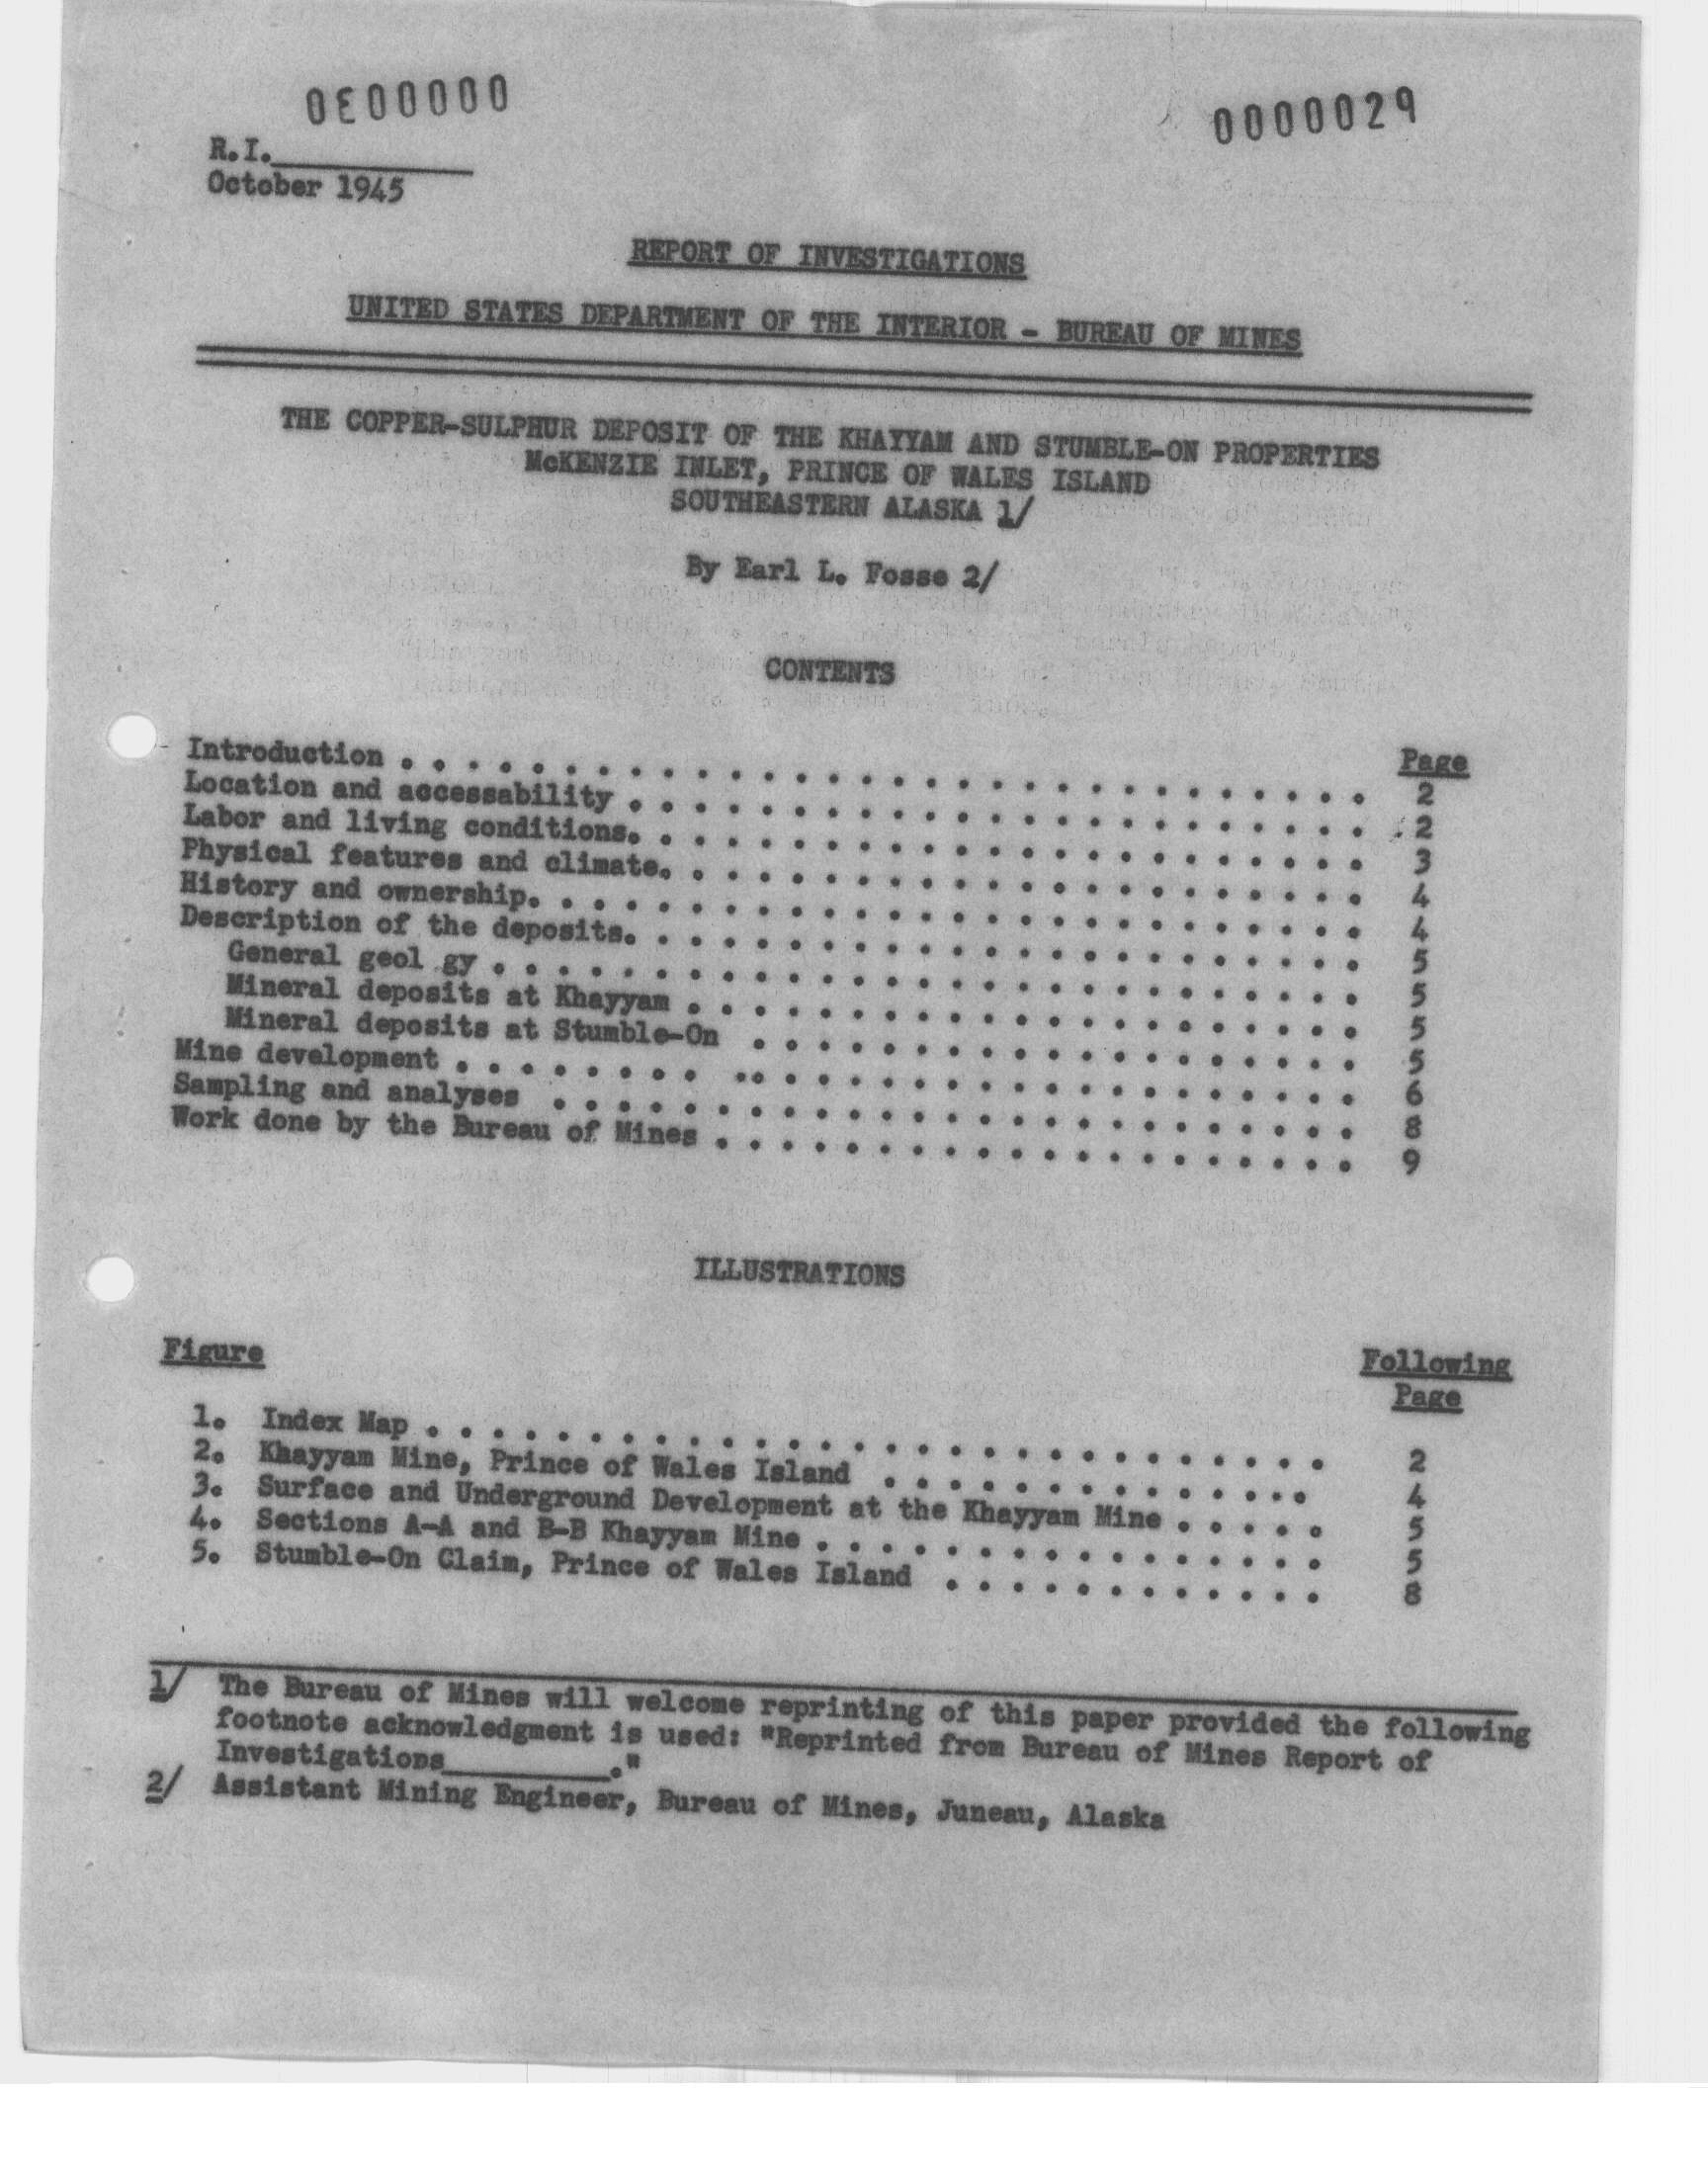 0000030
0000029
R.I.__________
October 1945
REPORT OF INVESTIGATIONS
UNITED STATES DEPARTMENT OF THE INTERIOR - BUREAU OF MINES
THE COPPER-SULPHUR DEPOSIT OF THE KHAYYAM AND STUMBLE-ON PROPERTIES
McKENZIE INLET, PRINCE OF WALES ISLAND
SOUTHEASTERN ALASKA 1/
By Earl L. Fosse 2/
CONTENTS
Page
Introduction . . . . . . . . . . . . . . . . . . . . 2
Location and accessability . . . . . . . . . . . . . . . . . . . . 2
Labor and living conditions. . . . . . . . . . . . . . . . . . . . 3
Physical features and climate. . . . . . . . . . . . . . . . . . . . 4
History and ownership. . . . . . . . . . . . . . . . . . . . 4
Description of the deposits. . . . . . . . . . . . . . . . . . . . 5
General geol gy . . . . . . . . . . . . . . . . . . . . 5
Mineral deposits at Khayyam . . . . . . . . . . . . . . . . . . . . 5
Mineral deposits at Stumble-On . . . . . . . . . . . . . . . . . . . 5
Mine development . . . . . . . . . . . . . . . . . . . . 6
Sampling and analyses . . . . . . . . . . . . . . . . . . . . 8
Work done by the Bureau of Mines . . . . . . . . . . . . . . . . . . . . 9
ILLUSTRATIONS
Figure Following
Page
1. Index Map . . . . . . . . . . . . . . . . . . . . 2
2. Khayyam Mine, Prince of Wales Island . . . . . . . . . . . . . . 4
3. Surface and Underground Development at the Khayyam Mine . . . . . 5
4. Sections A-A and B-B Khayyam Mine . . . . . . . . . . . . . . . . 5
5. Stumble-On Claim, Prince of Wales Island . . . . . . . . . . . . 8
1/ The Bureau of Mines will welcome reprinting of this paper provided the following
footnote acknowledgment is used: "Reprinted from Bureau of Mines Report of
Investigations__________."
2/ Assistant Mining Engineer, Bureau of Mines, Juneau, Alaska